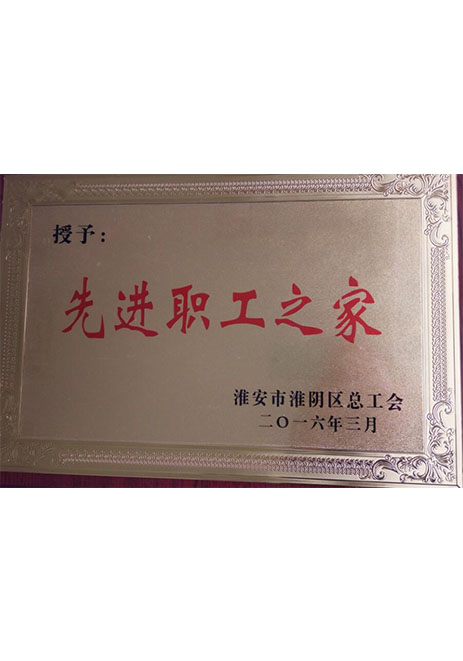 授予：
先进职工之家
淮安市淮阴区总工会
二〇一六年三月